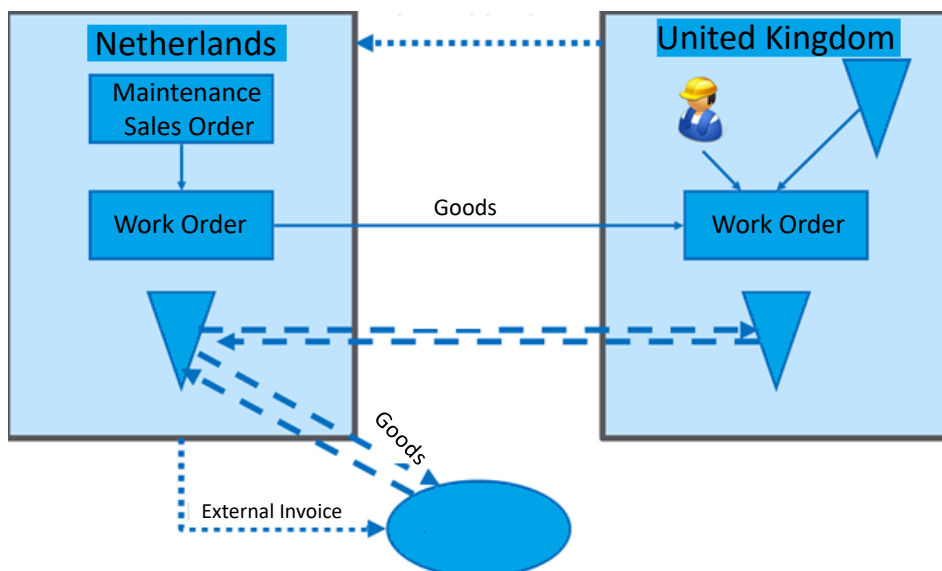 Netherlands
United Kingdom
Maintenance
Sales Order
Work Order
Goods
Work Order
Goods
External Invoice